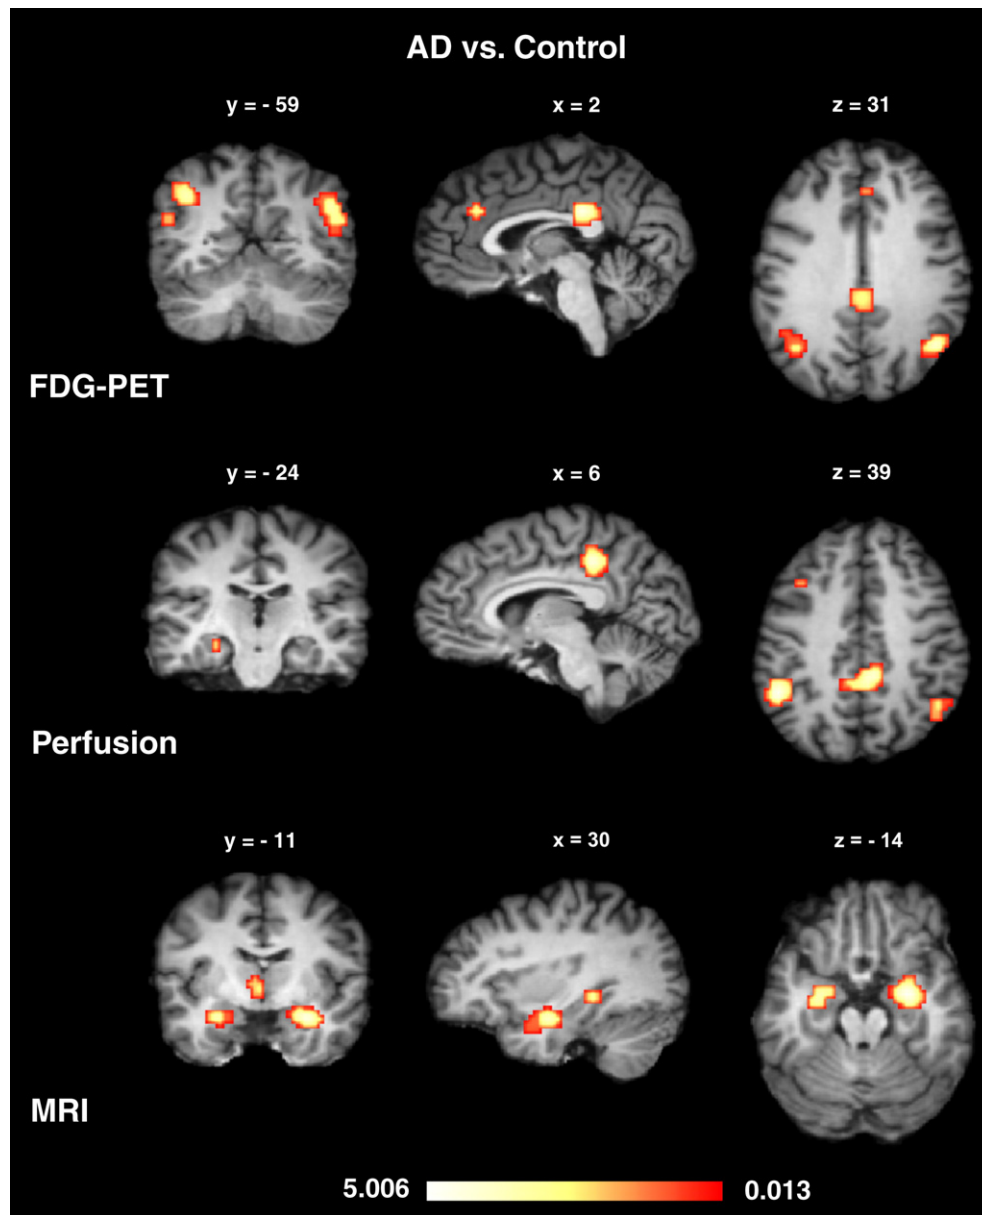 AD vs. Control
y = - 59 x = 2 z = 31
FDG-PET
y = - 24 x = 6 z = 39
Perfusion
y = - 11 x = 30 z = - 14
MRI
5.006 0.013